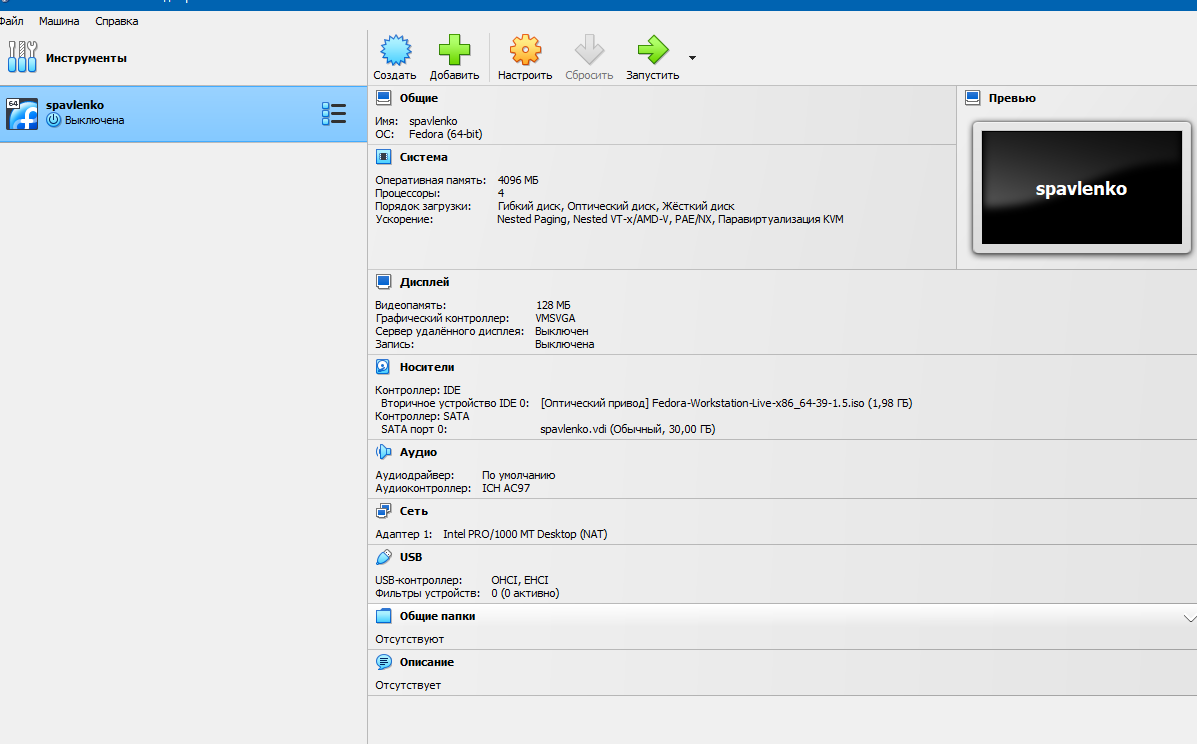 Файл Машина Справка
Инструменты
Создать Добавить Настроить Сбросить Запустить
64
spavlenko
Выключена
Общие
Имя: spavlenko
ОС: Fedora (64-bit)
Превью
spavlenko
Система
Оперативная память: 4096 МБ
Процессоры: 4
Порядок загрузки: Гибкий диск, Оптический диск, Жёсткий диск
Ускорение: Nested Paging, Nested VT-x/AMD-V, PAE/NX, Паравиртуализация KVM
Дисплей
Видеопамять: 128 МБ
Графический контроллер: VMSVGA
Сервер удалённого дисплея: Выключен
Запись: Выключена
Носители
Контроллер: IDE
Вторичное устройство IDE 0: [Оптический привод] Fedora-Workstation-Live-x86_64-39-1.5.iso (1,98 ГБ)
Контроллер: SATA
SATA порт 0: spavlenko.vdi (Обычный, 30,00 ГБ)
Аудио
Аудиодрайвер: По умолчанию
Аудиоконтроллер: ICH AC97
Сеть
Адаптер 1: Intel PRO/1000 MT Desktop (NAT)
USB
USB-контроллер: OHCI, EHCI
Фильтры устройств: 0 (0 активно)
Общие папки
Отсутствуют
Описание
Отсутствует